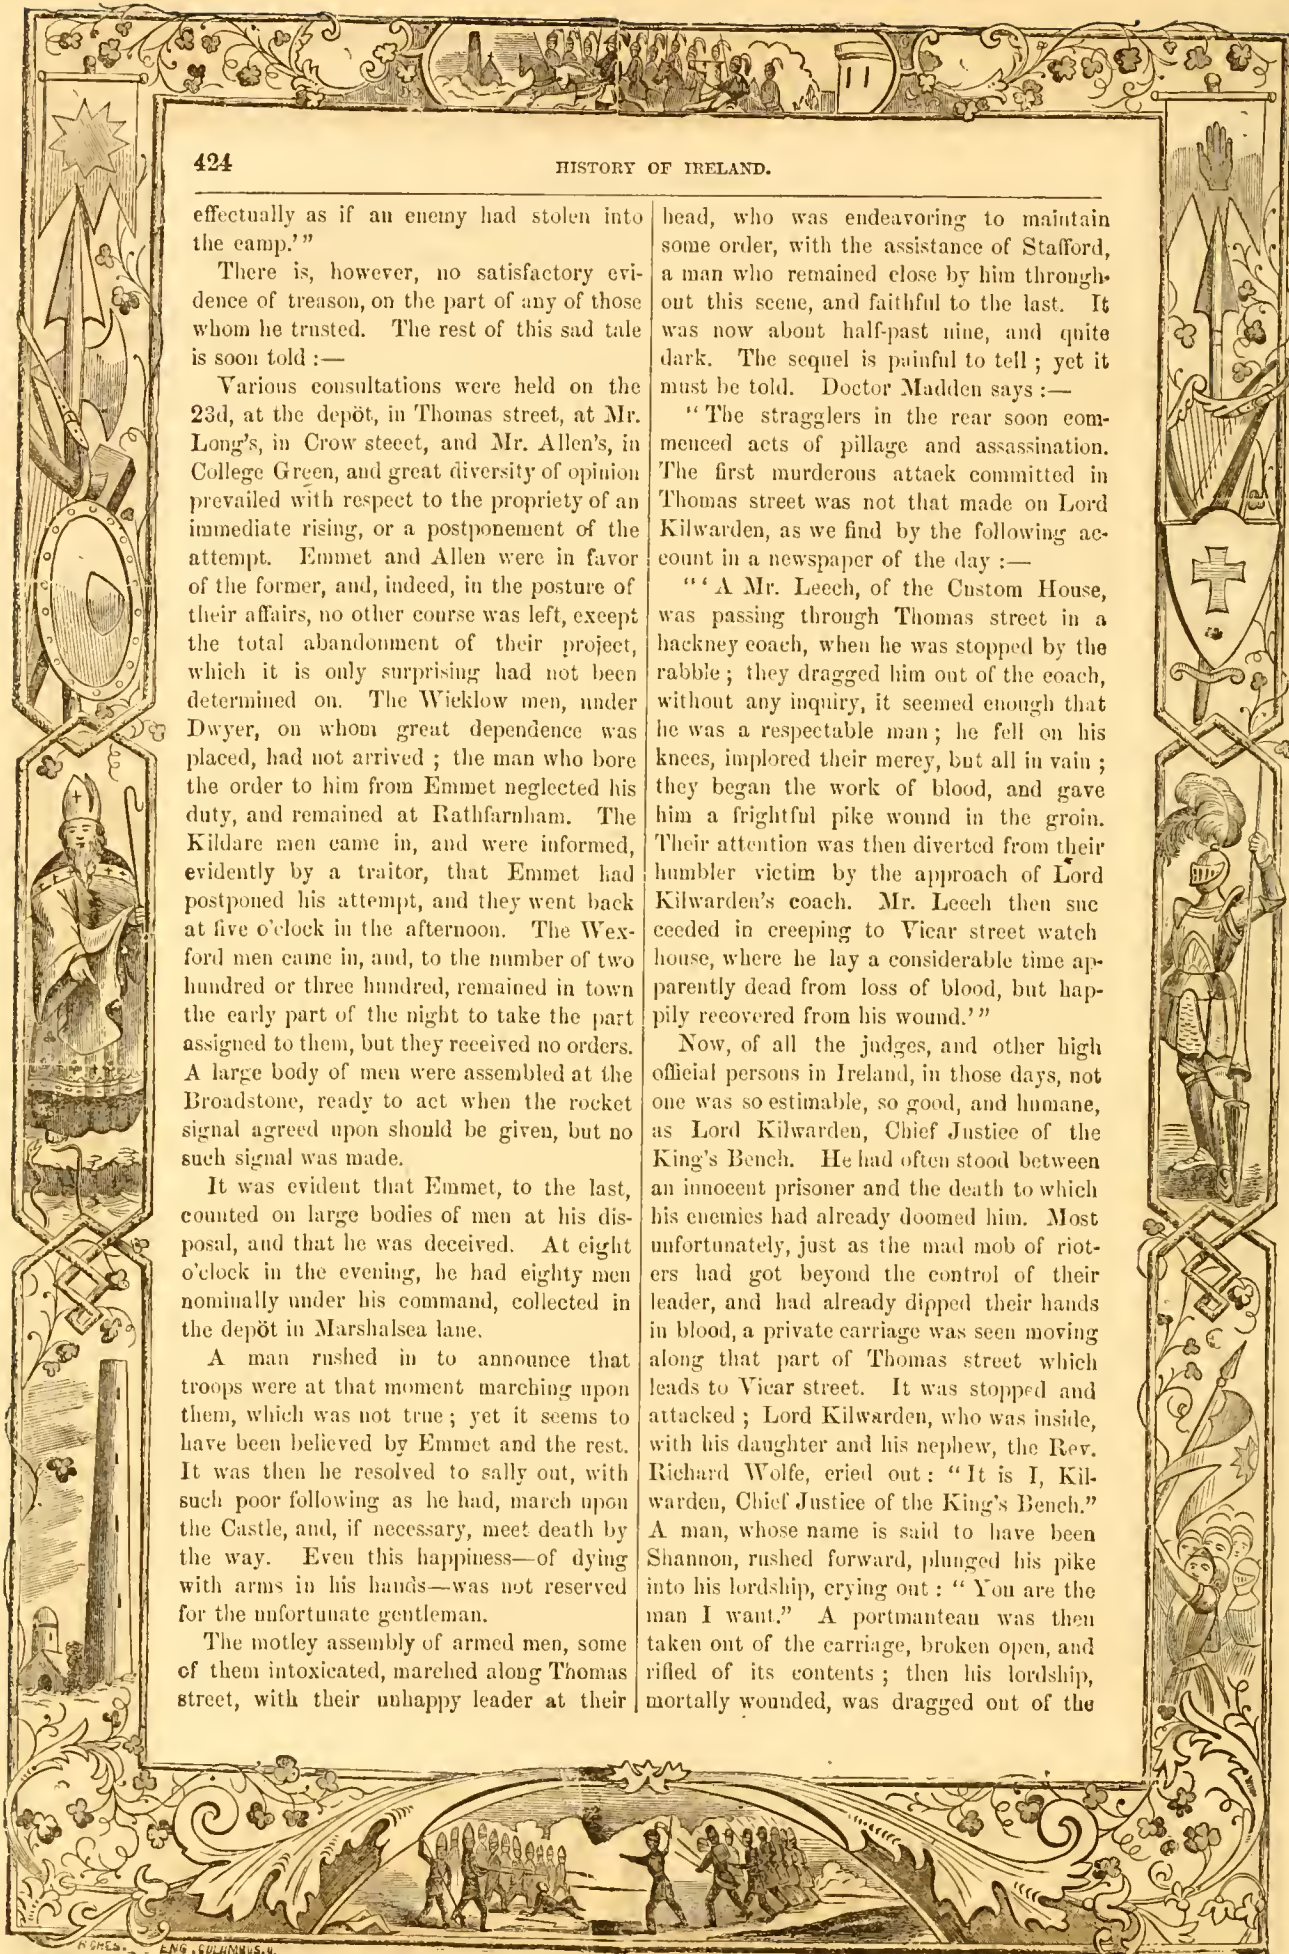 424
HISTORY OF IRELAND.
effectually as if an enemy had stolen into
the camp.' "
There is, however, no satisfactory evi-
dence of treason, on the part of any of those
whom he trusted. The rest of this sad tale
is soon told :—
Various consultations were held on the
23d, at the depôt, in Thomas street, at Mr.
Long's, in Crow steeet, and Mr. Allen's, in
College Green, and great diversity of opinion
prevailed with respect to the propriety of an
immediate rising, or a postponement of the
attempt. Emmet and Allen were in favor
of the former, and, indeed, in the posture of
their affairs, no other course was left, except
the total abandonment of their project,
which it is only surprising had not been
determined on. The Wicklow men, under
Dwyer, on whom great dependence was
placed, had not arrived ; the man who bore
the order to him from Emmet neglected his
duty, and remained at Rathfarnham. The
Kildare men came in, and were informed,
evidently by a traitor, that Emmet had
postponed his attempt, and they went back
at five o'clock in the afternoon. The Wex-
ford men came in, and, to the number of two
hundred or three hundred, remained in town
the early part of the night to take the part
assigned to them, but they received no orders.
A large body of men were assembled at the
Broadstone, ready to act when the rocket
signal agreed upon should be given, but no
such signal was made.
It was evident that Emmet, to the last,
counted on large bodies of men at his dis-
posal, and that he was deceived. At eight
o'clock in the evening, he had eighty men
nominally under his command, collected in
the depôt in Marshalsea lane.
A man rushed in to announce that
troops were at that moment marching upon
them, which was not true ; yet it seems to
have been believed by Emmet and the rest.
It was then he resolved to sally out, with
such poor following as he had, march upon
the Castle, and, if necessary, meet death by
the way. Even this happiness—of dying
with arms in his hands—was not reserved
for the unfortunate gentleman.
The motley assembly of armed men, some
of them intoxicated, marched along Thomas
street, with their unhappy leader at their
head, who was endeavoring to maintain
some order, with the assistance of Stafford,
a man who remained close by him through-
out this scene, and faithful to the last. It
was now about half-past nine, and quite
dark. The sequel is painful to tell ; yet it
must be told. Doctor Madden says :—
" The stragglers in the rear soon com-
menced acts of pillage and assassination.
The first murderous attack committed in
Thomas street was not that made on Lord
Kilwarden, as we find by the following ac-
count in a newspaper of the day :—
" ' A Mr. Leech, of the Custom House,
was passing through Thomas street in a
hackney coach, when he was stopped by the
rabble ; they dragged him out of the coach,
without any inquiry, it seemed enough that
he was a respectable man ; he fell on his
knees, implored their mercy, but all in vain ;
they began the work of blood, and gave
him a frightful pike wound in the groin.
Their attention was then diverted from their
humbler victim by the approach of Lord
Kilwarden's coach. Mr. Leech then suc
ceeded in creeping to Vicar street watch
house, where he lay a considerable time ap-
parently dead from loss of blood, but hap-
pily recovered from his wound.' "
Now, of all the judges, and other high
official persons in Ireland, in those days, not
one was so estimable, so good, and humane,
as Lord Kilwarden, Chief Justice of the
King's Bench. He had often stood between
an innocent prisoner and the death to which
his enemies had already doomed him. Most
unfortunately, just as the mad mob of riot-
ers had got beyond the control of their
leader, and had already dipped their hands
in blood, a private carriage was seen moving
along that part of Thomas street which
leads to Vicar street. It was stopped and
attacked ; Lord Kilwarden, who was inside,
with his daughter and his nephew, the Rev.
Richard Wolfe, cried out : " It is I, Kil-
warden, Chief Justice of the King's Bench."
A man, whose name is said to have been
Shannon, rushed forward, plunged his pike
into his lordship, crying out : " You are the
man I want." A portmanteau was then
taken out of the carriage, broken open, and
rifled of its contents ; then his lordship,
mortally wounded, was dragged out of the
ENG. COLUMBUS.